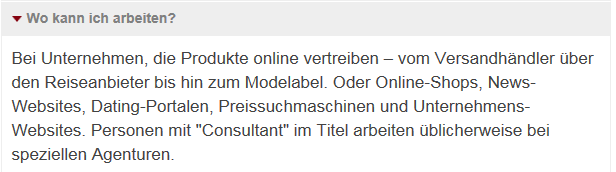 Wo kann ich arbeiten?
Bei Unternehmen, die Produkte online vertreiben – vom Versandhändler über
den Reiseanbieter bis hin zum Modelabel. Oder Online-Shops, News-
Websites, Dating-Portalen, Preissuchmaschinen und Unternehmens-
Websites. Personen mit "Consultant" im Titel arbeiten üblicherweise bei
speziellen Agenturen.